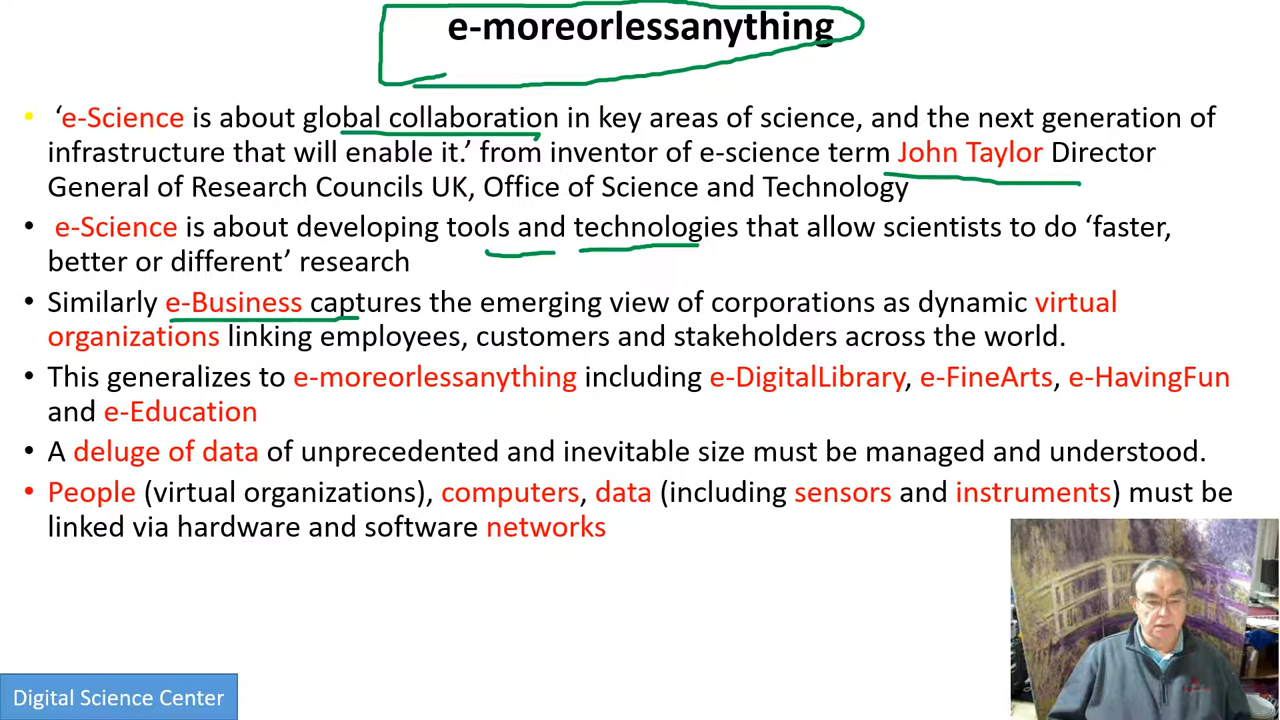 e-moreorlessanything
• ‘e-Science is about global collaboration in key areas of science, and the next generation of
infrastructure that will enable it.’ from inventor of e-science term John Taylor Director
General of Research Councils UK, Office of Science and Technology
• e-Science is about developing tools and technologies that allow scientists to do ‘faster,
better or different’ research
• Similarly e-Business captures the emerging view of corporations as dynamic virtual
organizations linking employees, customers and stakeholders across the world.
• This generalizes to e-moreorlessanything including e-DigitalLibrary, e-FineArts, e-HavingFun
and e-Education
• A deluge of data of unprecedented and inevitable size must be managed and understood.
• People (virtual organizations), computers, data (including sensors and instruments) must be
linked via hardware and software networks
Digital Science Center